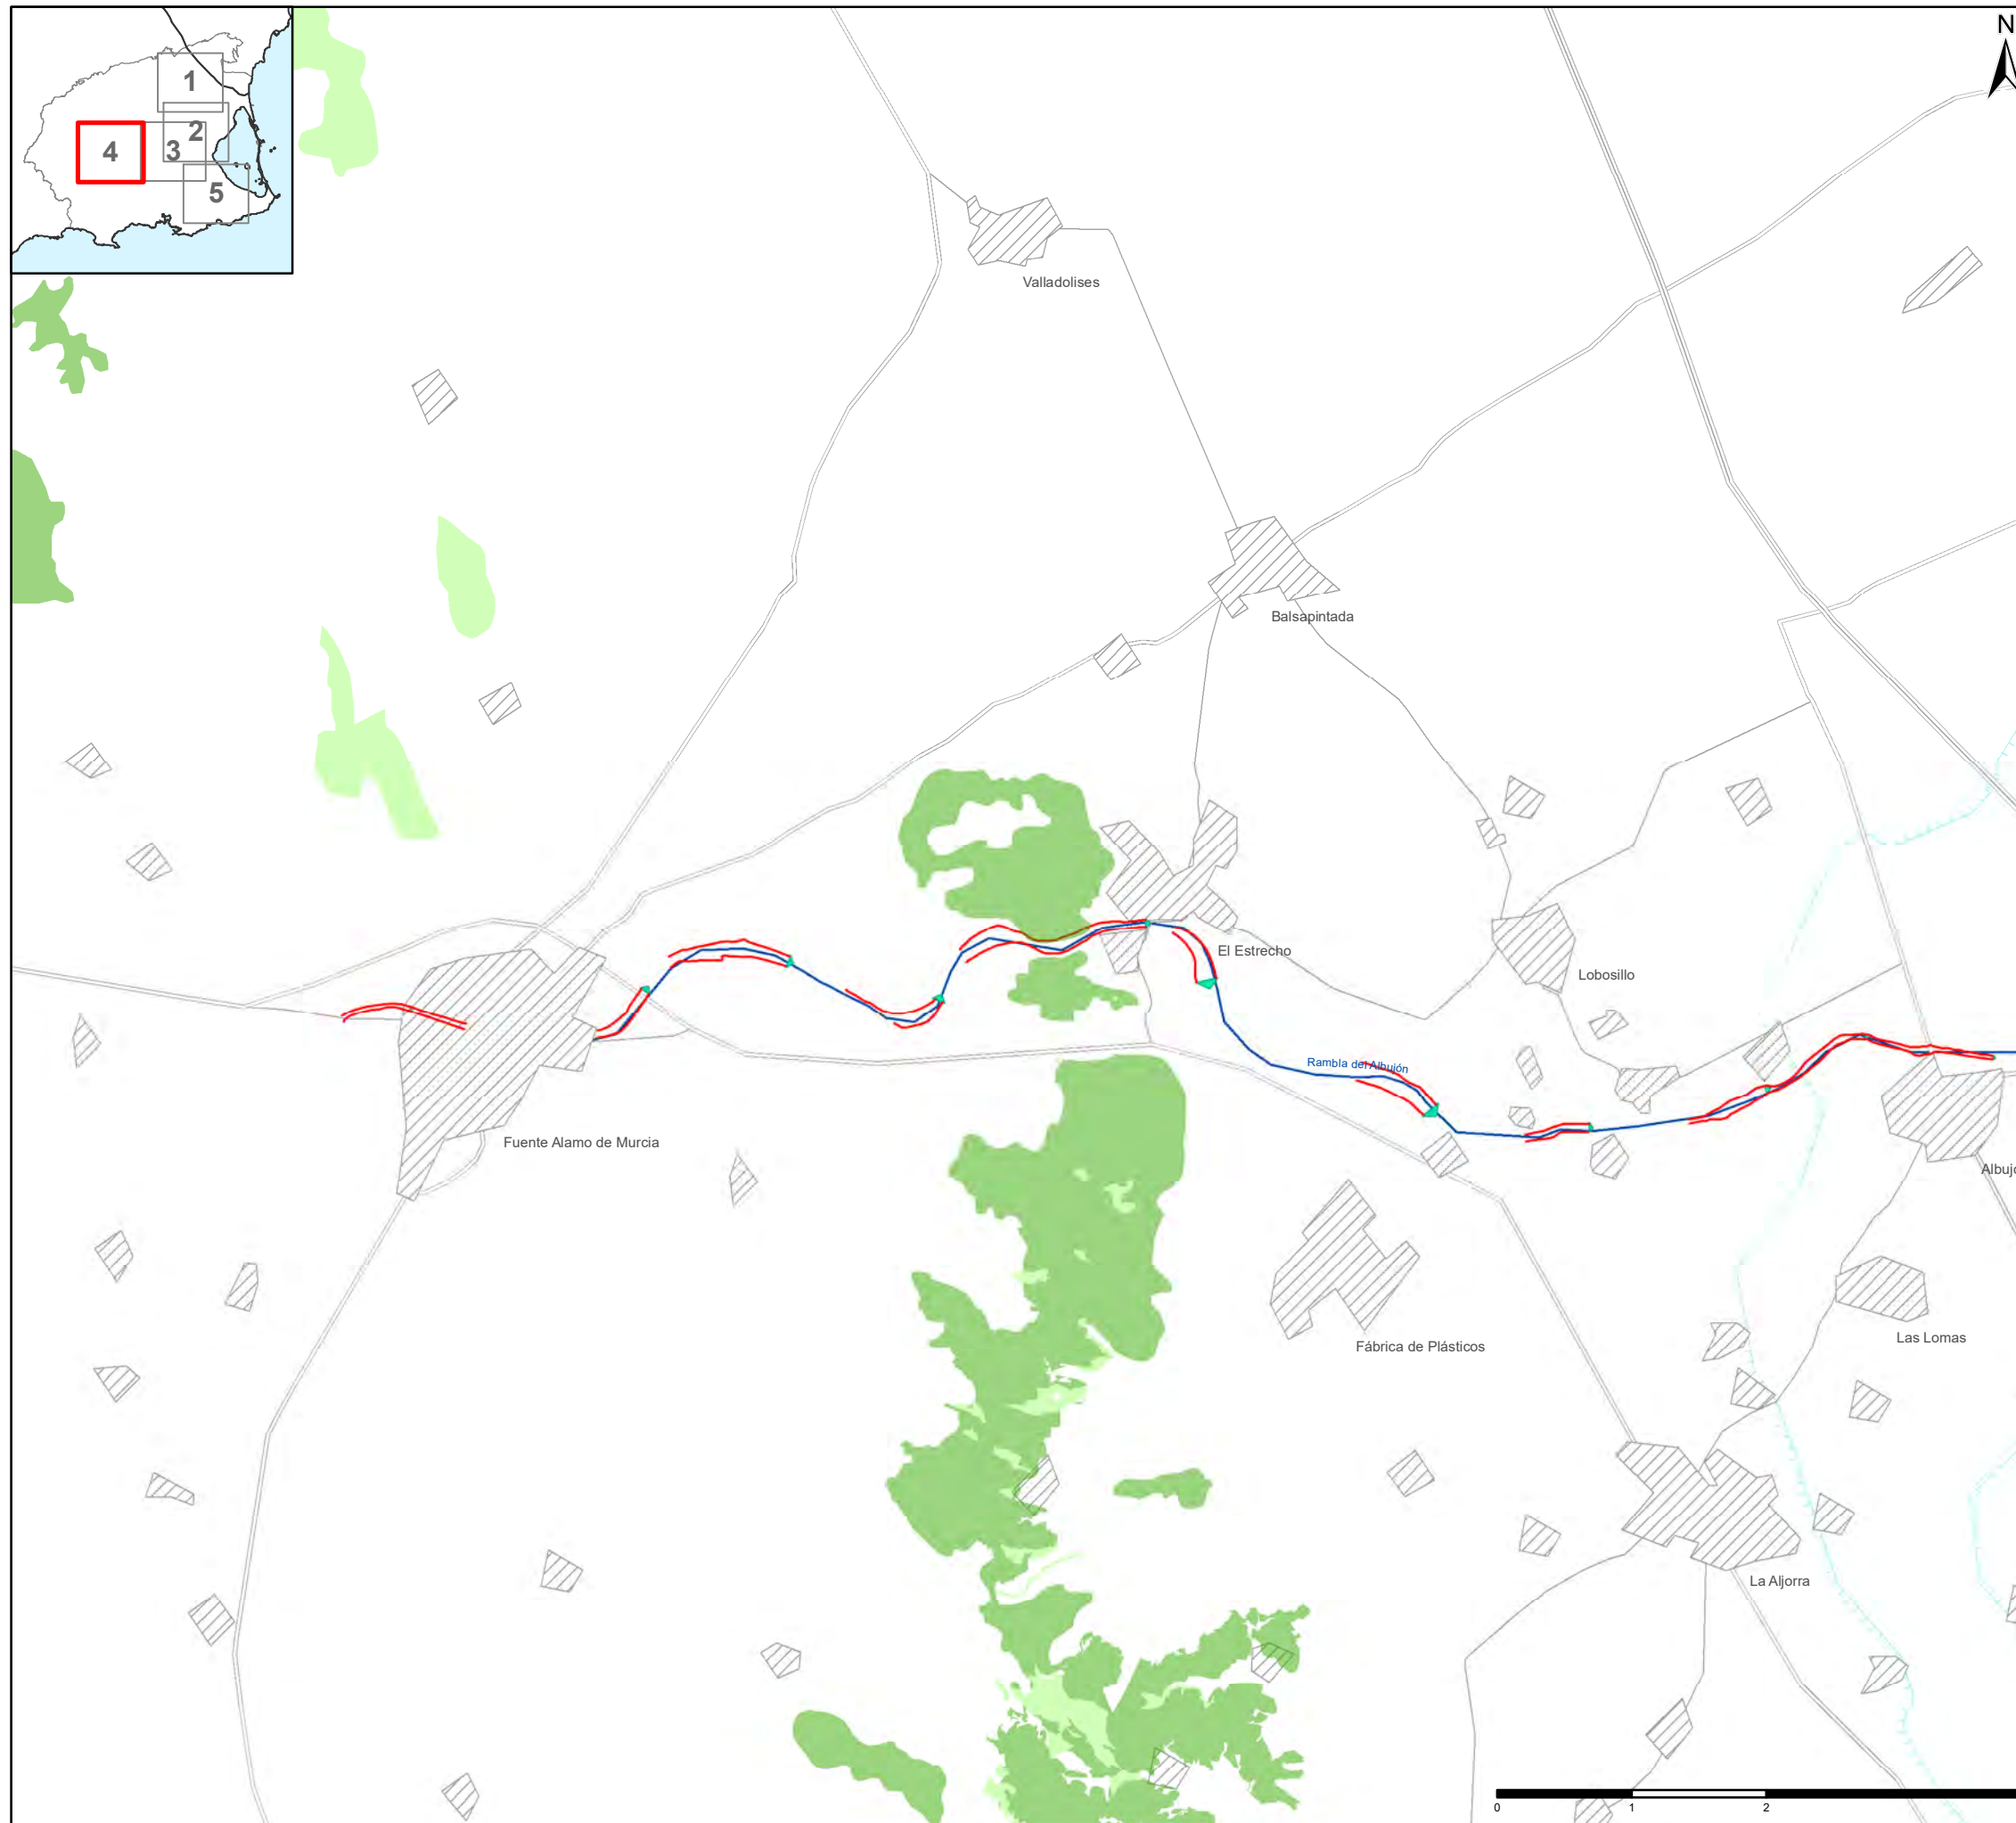 N
1
2
4
3
5
Valladolises
Balsapintada
El Estrecho
Lobosillo
Rambla del Albujón
Fuente Alamo de Murcia
Albujó
Las Lomas
Fábrica de Plásticos
La Aljorra
0 1 2